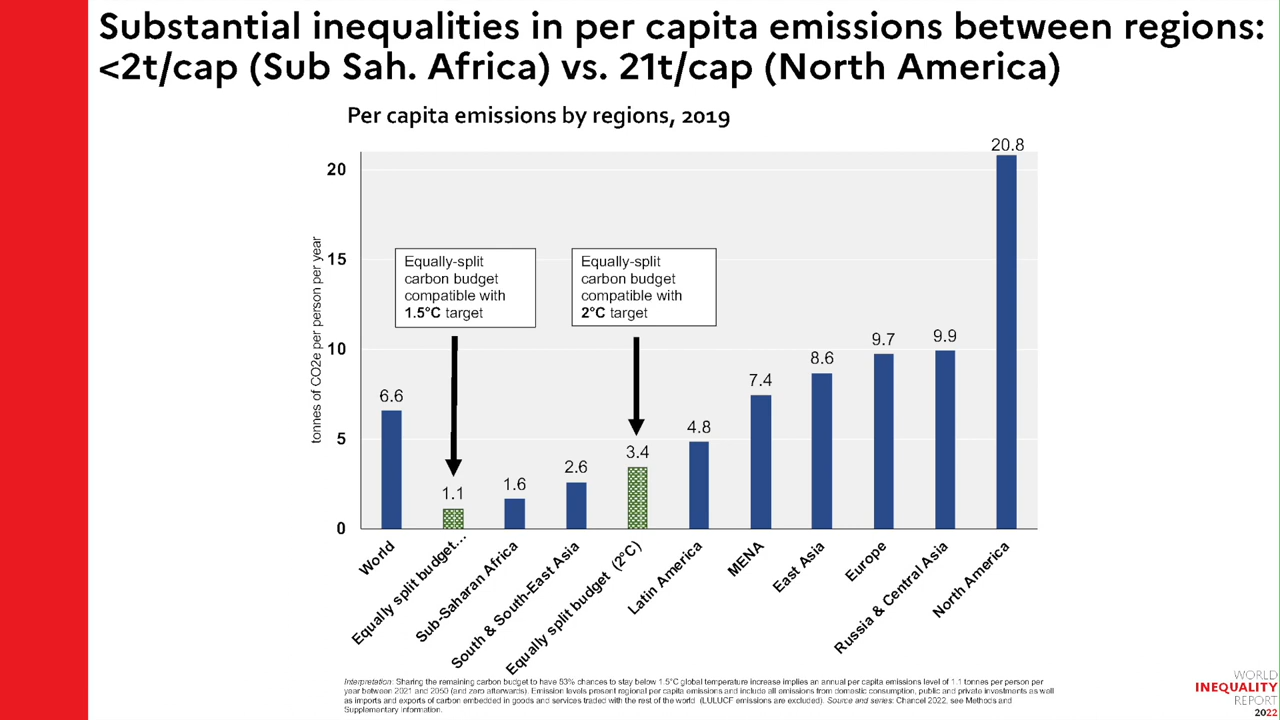 Substantial inequalities in per capita emissions between regions:
<2t/cap (Sub Sah. Africa) vs. 21t/cap (North America)
Per capita emissions by regions, 2019
tonnes of CO2e per person per year
20
15
10
5
0
Equally-split
carbon budget
compatible with
1.5°C target
Equally-split
carbon budget
compatible with
2°C target
6.6
1.1
1.6
2.6
3.4
4.8
7.4
8.6
9.7
9.9
20.8
World
Equally split budget...
Sub-Saharan Africa
South & South-East Asia
Equally split budget (2°C)
Latin America
MENA
East Asia
Europe
Russia & Central Asia
North America
Interpretation: Sharing the remaining carbon budget to have 83% chances to stay below 1.5°C global temperature increase implies an annual per capita emissions level of 1.1 tonnes per person per
year between 2021 and 2050 (and zero afterwards). Emission levels present regional per capita emissions and include all emissions from domestic consumption, public and private investments as well
as imports and exports of carbon embedded in goods and services traded with the rest of the world (LULUCF emissions are excluded). Source and series: Chancel 2022, see Methods and
Supplementary Information.
WORLD
INEQUALITY
REPORT
2022